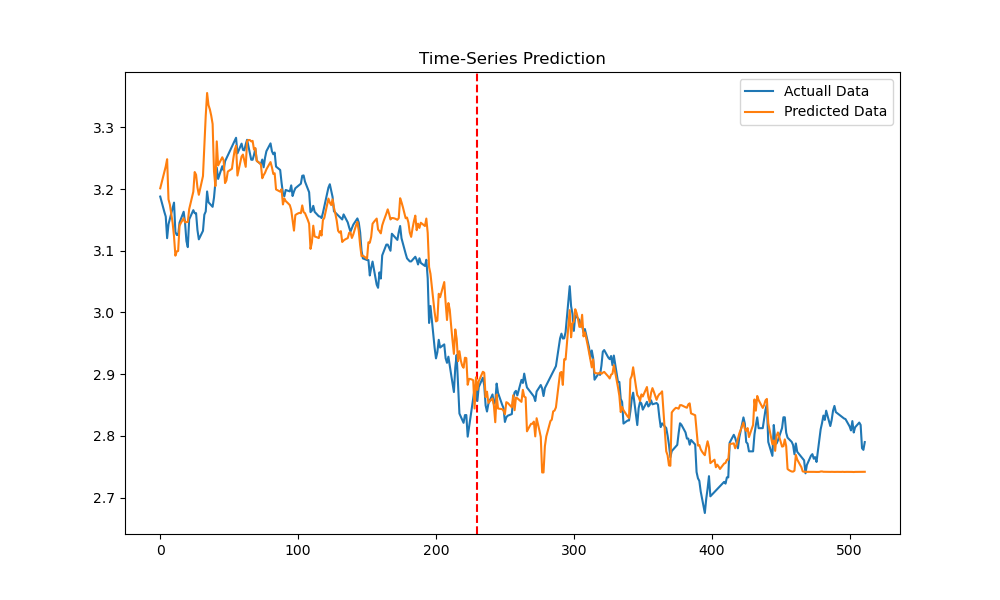 Time-Series Prediction
Actuall Data
Predicted Data
3.3
3.2
3.1
3.0
2.9
2.8
2.7
0 100 200 300 400 500